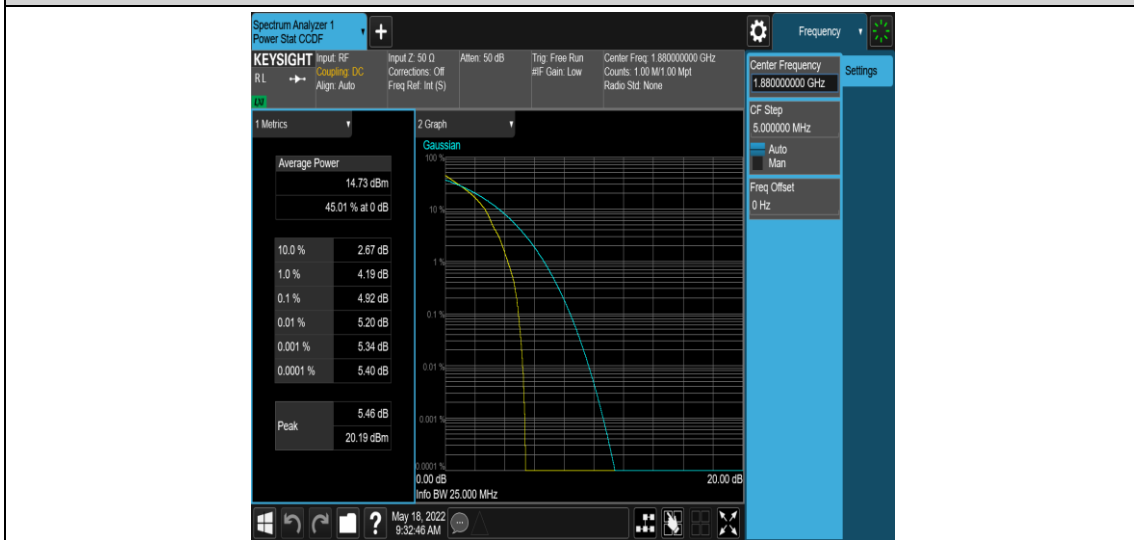 Spectrum Analyzer 1
Power Stat CCDF
Frequency
KEYSIGHT
RL
LXI
Input: RF
Coupling: DC
Align: Auto
Input Z: 50 Ω
Corrections: Off
Freq Ref: Int (S)
Atten: 50 dB
Trig: Free Run
#IF Gain: Low
Center Freq: 1.880000000 GHz
Counts: 1.00 M/1.00 Mpt
Radio Std: None
Center Frequency
1.880000000 GHz
Settings
CF Step
5.000000 MHz
Auto
Man
Freq Offset
0 Hz
1 Metrics
Average Power
14.73 dBm
45.01 % at 0 dB
10.0 % 2.67 dB
1.0 % 4.19 dB
0.1 % 4.92 dB
0.01 % 5.20 dB
0.001 % 5.34 dB
0.0001 % 5.40 dB
Peak
5.46 dB
20.19 dBm
2 Graph
Gaussian
100 %
10 %
1 %
0.1 %
0.01 %
0.001 %
0.0001 %
0.00 dB 20.00 dB
Info BW 25.000 MHz
May 18, 2022
9:32:46 AM